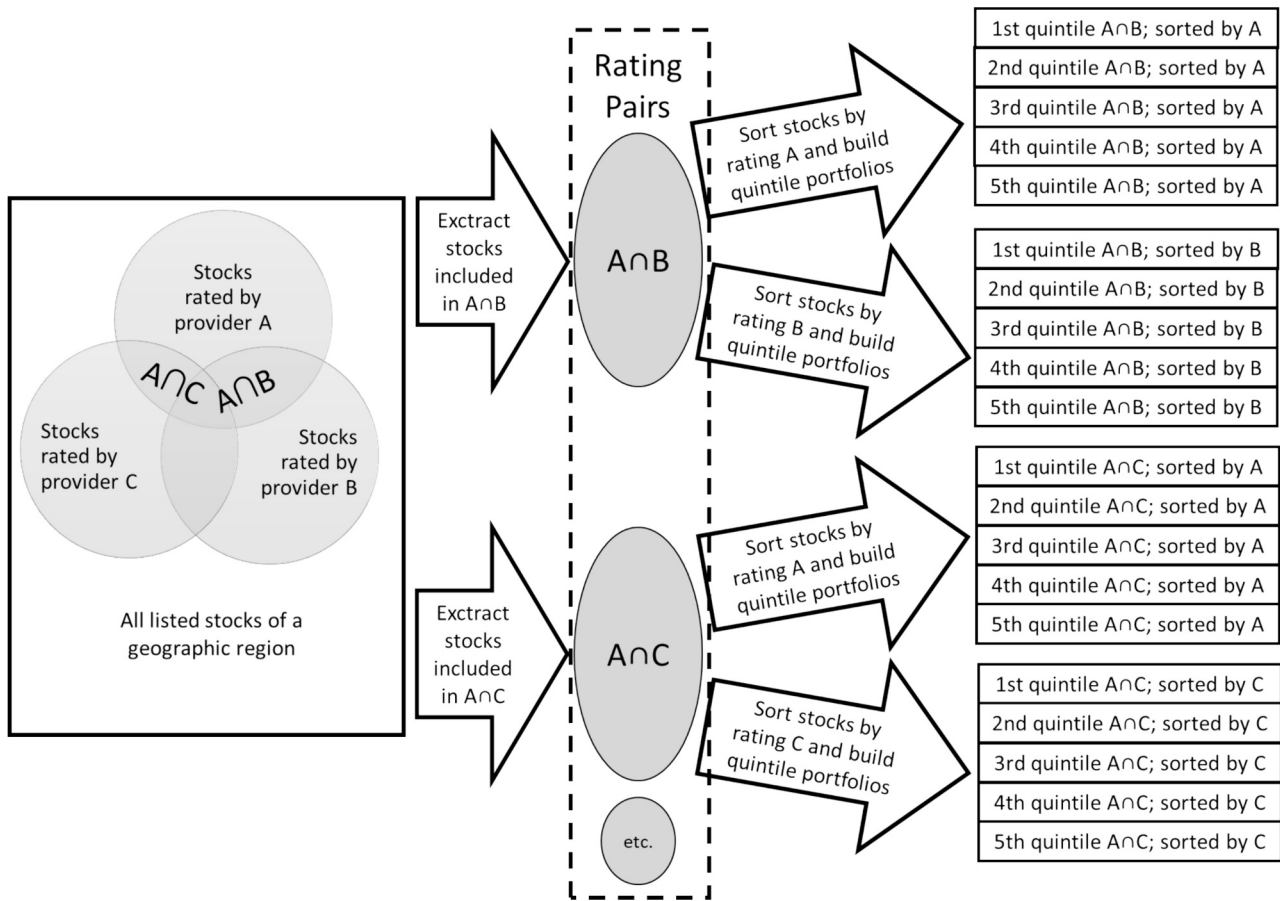 Stocks
rated by
provider A
A∩C
A∩B
Stocks
rated by
provider C
Stocks
rated by
provider B
All listed stocks of a
geographic region
Exctract
stocks
included
in A∩B
Exctract
stocks
included
in A∩C
Rating
Pairs
A∩B
A∩C
etc.
Sort stocks by
rating A and build
quintile portfolios
Sort stocks by
rating B and build
quintile portfolios
Sort stocks by
rating A and build
quintile portfolios
Sort stocks by
rating C and build
quintile portfolios
1st quintile A∩B; sorted by A
2nd quintile A∩B; sorted by A
3rd quintile A∩B; sorted by A
4th quintile A∩B; sorted by A
5th quintile A∩B; sorted by A
1st quintile A∩B; sorted by B
2nd quintile A∩B; sorted by B
3rd quintile A∩B; sorted by B
4th quintile A∩B; sorted by B
5th quintile A∩B; sorted by B
1st quintile A∩C; sorted by A
2nd quintile A∩C; sorted by A
3rd quintile A∩C; sorted by A
4th quintile A∩C; sorted by A
5th quintile A∩C; sorted by A
1st quintile A∩C; sorted by C
2nd quintile A∩C; sorted by C
3rd quintile A∩C; sorted by C
4th quintile A∩C; sorted by C
5th quintile A∩C; sorted by C